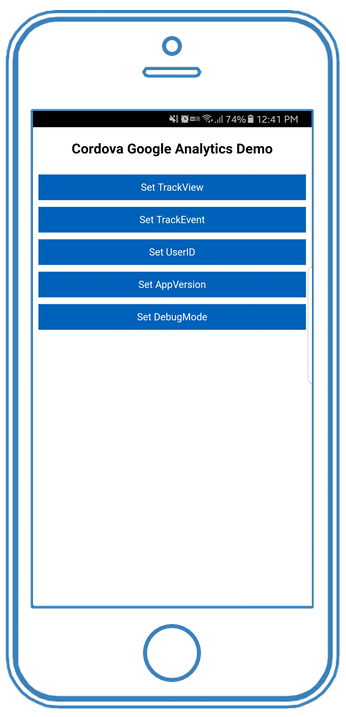 74% 12:41 PM
Cordova Google Analytics Demo
Set TrackView
Set TrackEvent
Set UserID
Set AppVersion
Set DebugMode